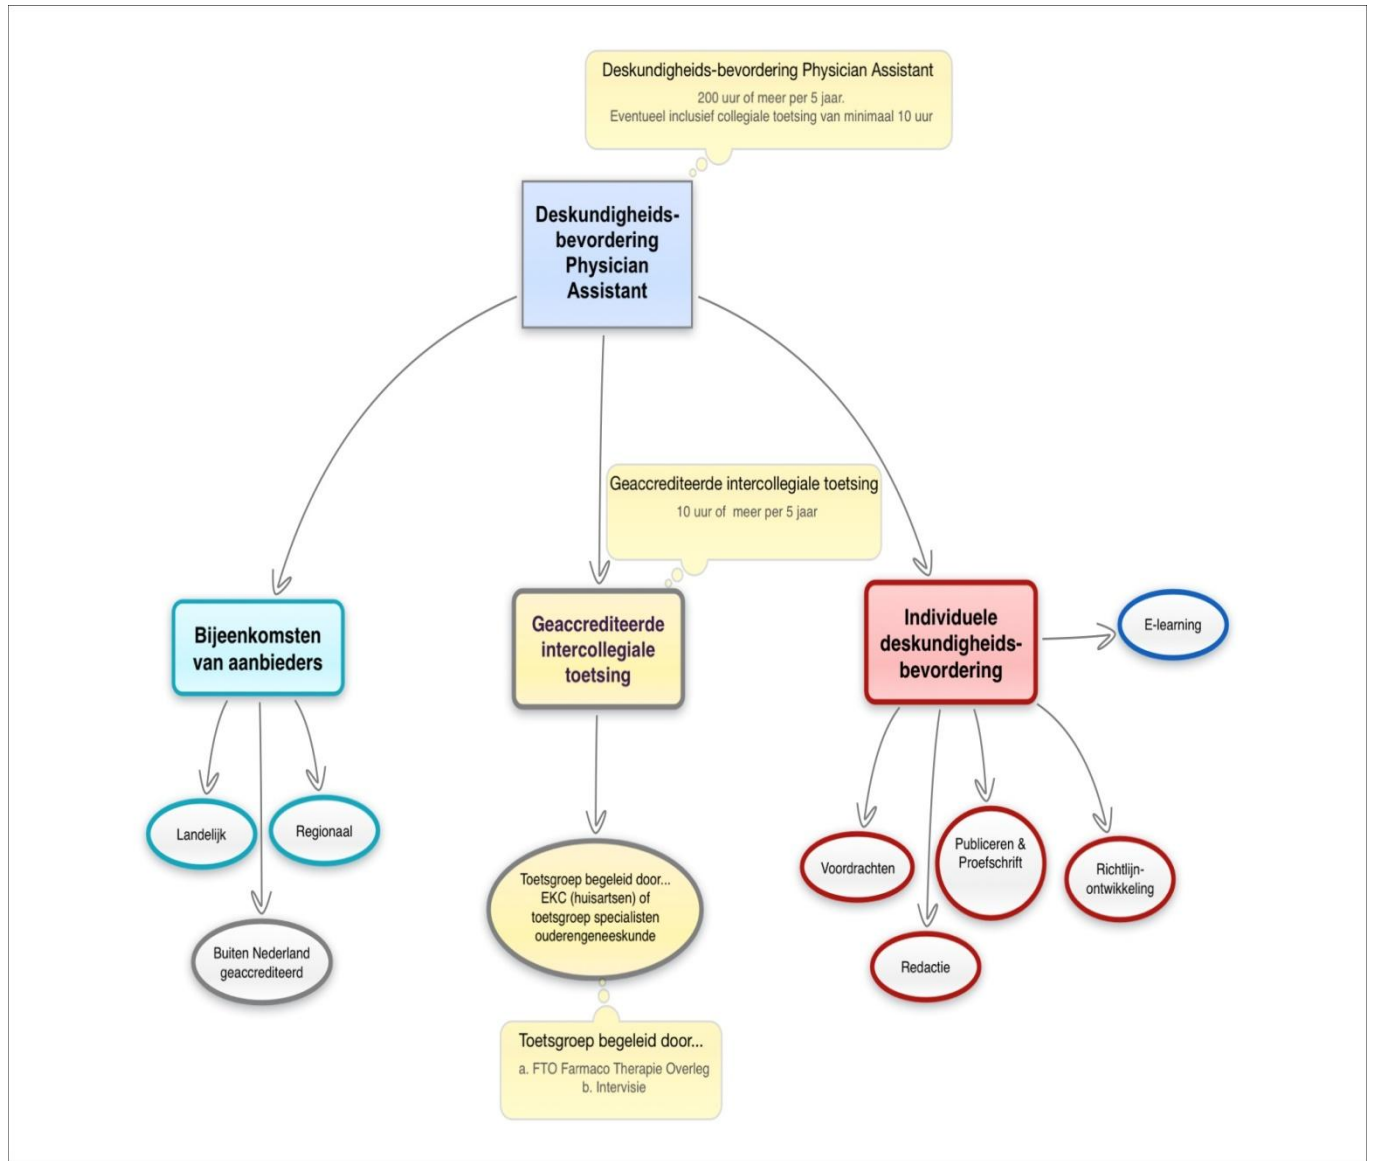 Deskundigheids-bevordering Physician Assistant
200 uur of meer per 5 jaar.
Eventueel inclusief collegiale toetsing van minimaal 10 uur
Deskundigheids-
bevordering
Physician
Assistant
Geaccrediteerde intercollegiale toetsing
10 uur of meer per 5 jaar
Bijeenkomsten
van aanbieders
Geaccrediteerde
intercollegiale
toetsing
Individuele
deskundigheids-
bevordering
E-learning
Landelijk
Regionaal
Buiten Nederland
geaccrediteerd
Toetsgroep begeleid door...
EKC (huisartsen) of
toetsgroep specialisten
ouderengeneeskunde
Voordrachten
Publiceren &
Proefschrift
Richtlijn-
ontwikkeling
Redactie
Toetsgroep begeleid door...
a. FTO Farmaco Therapie Overleg
b. Intervisie